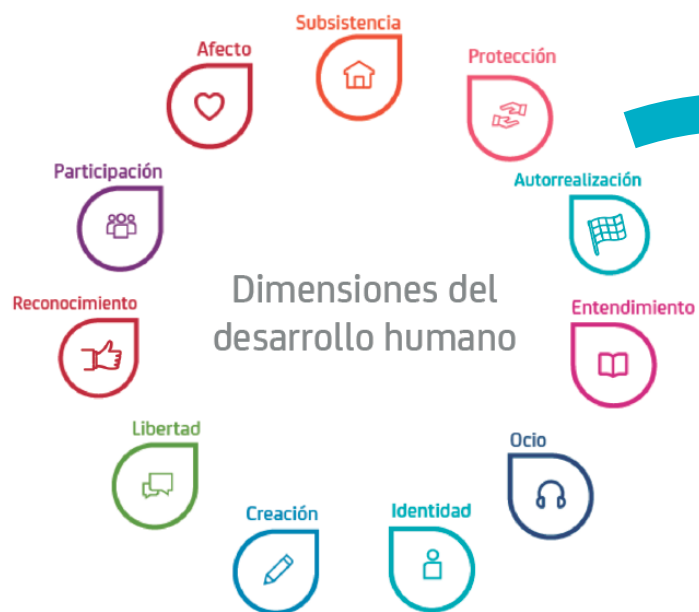 Subsistencia
Afecto
Protección
Participación
Autorrealización
Dimensiones del
desarrollo humano
Reconocimiento
Entendimiento
Libertad
Ocio
Creación
Identidad